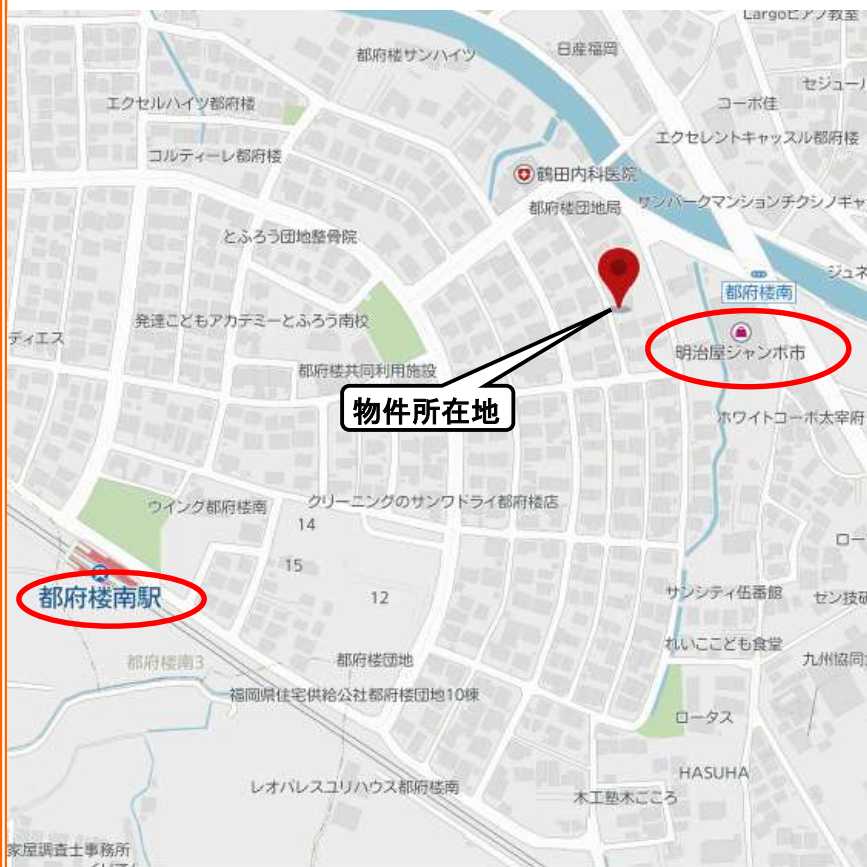 Largoピアノ教室
都府楼サンハイツ
日産福岡
セジュール
エクセルハイツ都府楼
コーポ佳
エクセレントキャッスル都府楼
コルティーレ都府楼
鶴田内科医院
都府楼団地局
サンパークマンションチクシノギャ
とふろう団地整骨院
ジュネ
都府楼南
発達こどもアカデミーとふろう南校
ディエス
明治屋ジャンボ市
都府楼共同利用施設
物件所在地
ホワイトコーポ太宰府
ウイング都府楼南
クリーニングのサンワドライ都府楼店
14
ロー
15
都府楼南駅
12
サンシティ伍番館
セン技研
れいここども食堂
都府楼南3
都府楼団地
九州協同
福岡県住宅供給公社都府楼団地10棟
ロータス
HASUHA
レオパレスユリハウス都府楼南
木工塾木ごころ
家屋調査士事務所